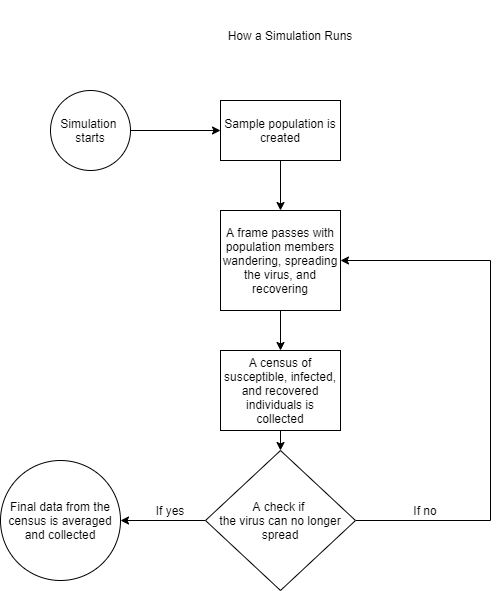 How a Simulation Runs
Simulation
starts
Sample population is
created
A frame passes with
population members
wandering, spreading
the virus, and
recovering
A census of
susceptible, infected,
and recovered
individuals is
collected
A check if
the virus can no longer
spread
If yes
If no
Final data from the
census is averaged
and collected